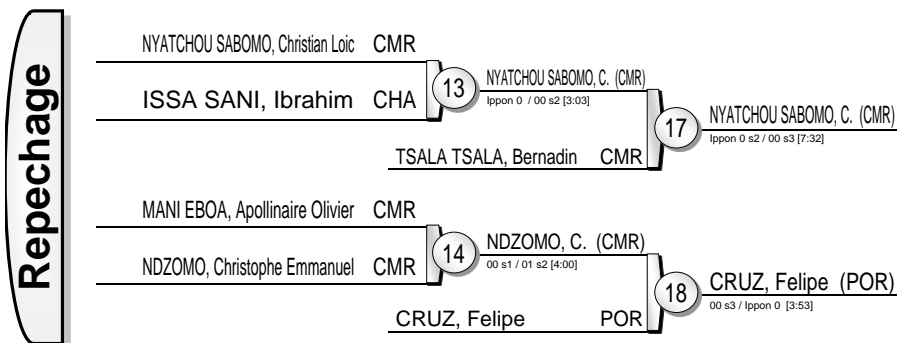 Repechage
NYATCHOU SABOMO, Christian Loic CMR
ISSA SANI, Ibrahim CHA
13
NYATCHOU SABOMO, C. (CMR)
Ippon 0 / 00 s2 [3:03]
TSALA TSALA, Bernadin CMR
17
NYATCHOU SABOMO, C. (CMR)
Ippon 0 s2 / 00 s3 [7:32]
MANI EBOA, Apollinaire Olivier CMR
NDZOMO, Christophe Emmanuel CMR
14
NDZOMO, C. (CMR)
00 s1 / 01 s2 [4:00]
CRUZ, Felipe POR
18
CRUZ, Felipe (POR)
00 s3 / Ippon 0 [3:53]